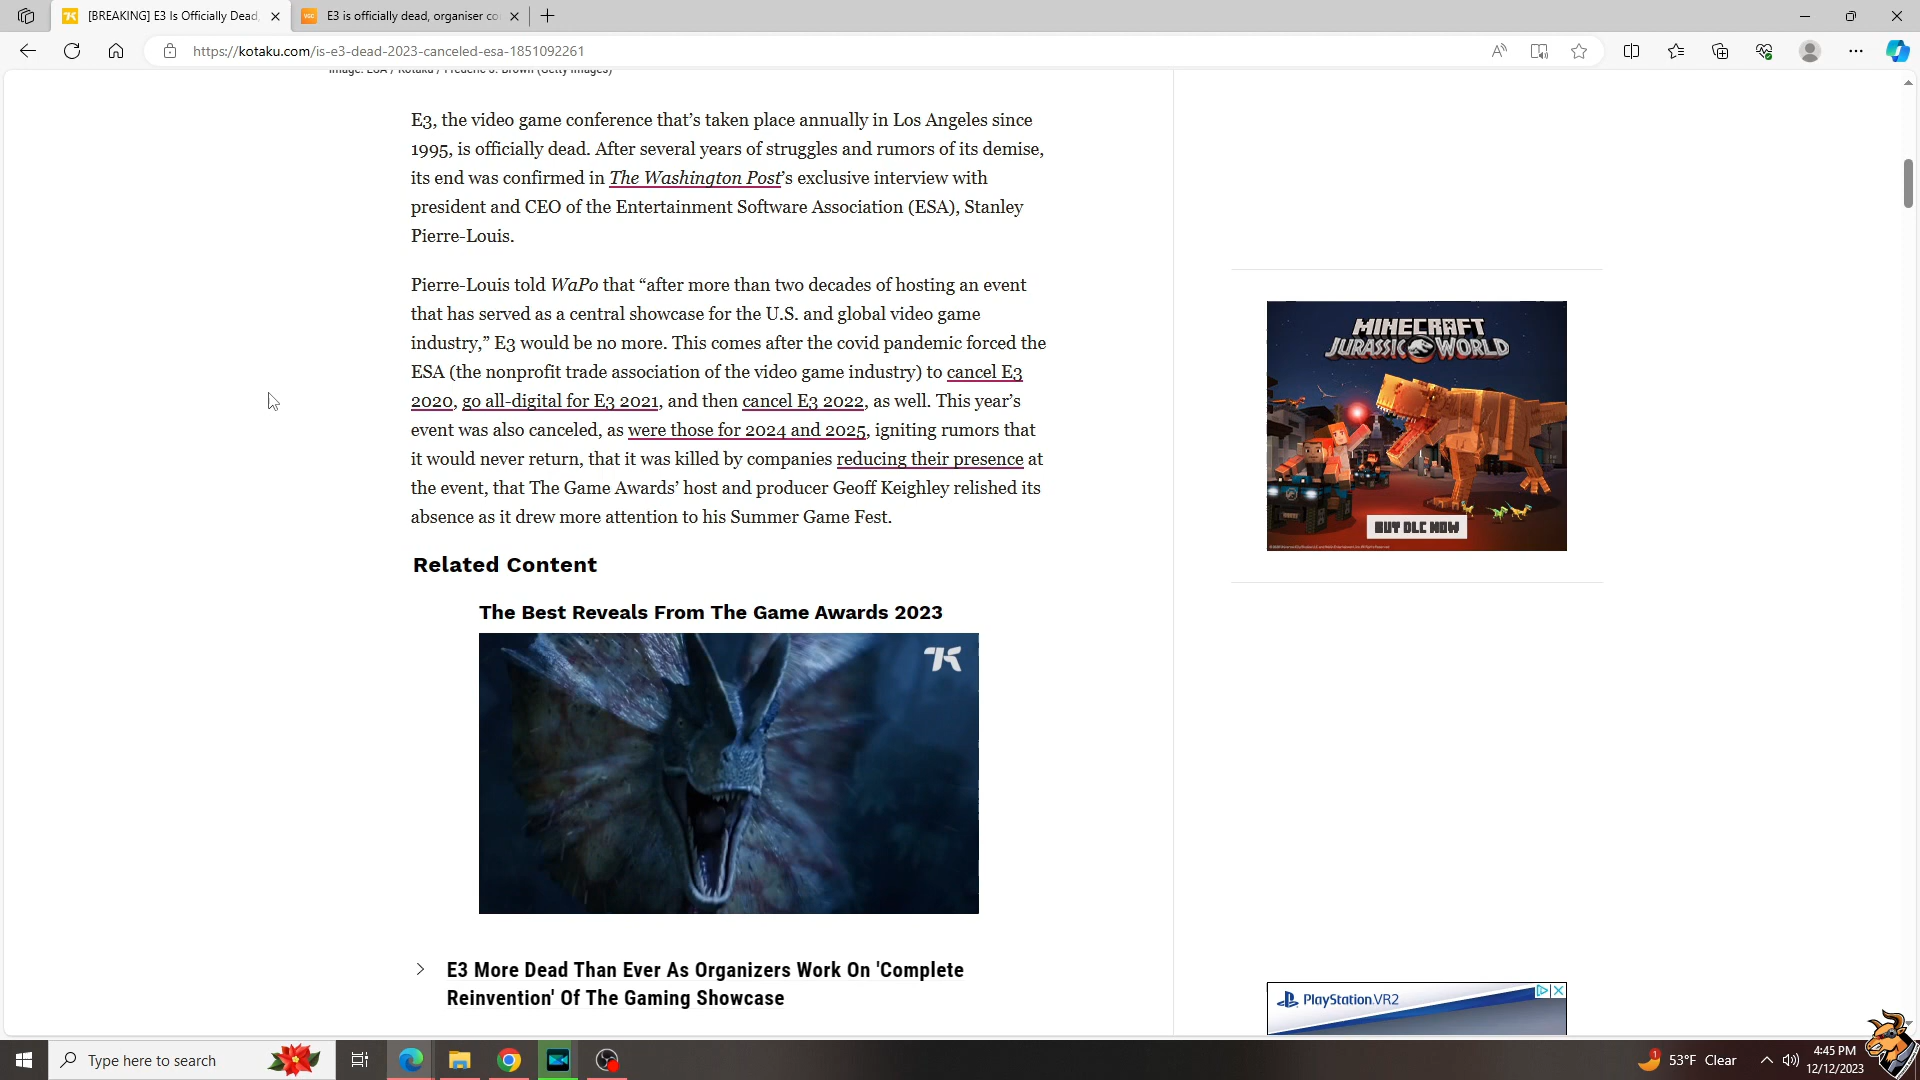 [BREAKING] E3 Is Officially Dead,
VGC
E3 is officially dead, organiser co
https://kotaku.com/is-e3-dead-2023-canceled-esa-1851092261
Image: ESA / Kotaku / Frederic J. Brown (Getty Images)
E3, the video game conference that’s taken place annually in Los Angeles since
1995, is officially dead. After several years of struggles and rumors of its demise,
its end was confirmed in The Washington Post’s exclusive interview with
president and CEO of the Entertainment Software Association (ESA), Stanley
Pierre-Louis.
Pierre-Louis told WaPo that “after more than two decades of hosting an event
that has served as a central showcase for the U.S. and global video game
industry,” E3 would be no more. This comes after the covid pandemic forced the
ESA (the nonprofit trade association of the video game industry) to cancel E3
2020, go all-digital for E3 2021, and then cancel E3 2022, as well. This year’s
event was also canceled, as were those for 2024 and 2025, igniting rumors that
it would never return, that it was killed by companies reducing their presence at
the event, that The Game Awards’ host and producer Geoff Keighley relished its
absence as it drew more attention to his Summer Game Fest.
MINECRAFT
JURASSIC WORLD
BUY DLC NOW
Related Content
The Best Reveals From The Game Awards 2023
E3 More Dead Than Ever As Organizers Work On 'Complete
Reinvention' Of The Gaming Showcase
PlayStation.VR2
Type here to search
1
53°F Clear
4:45 PM
12/12/2023